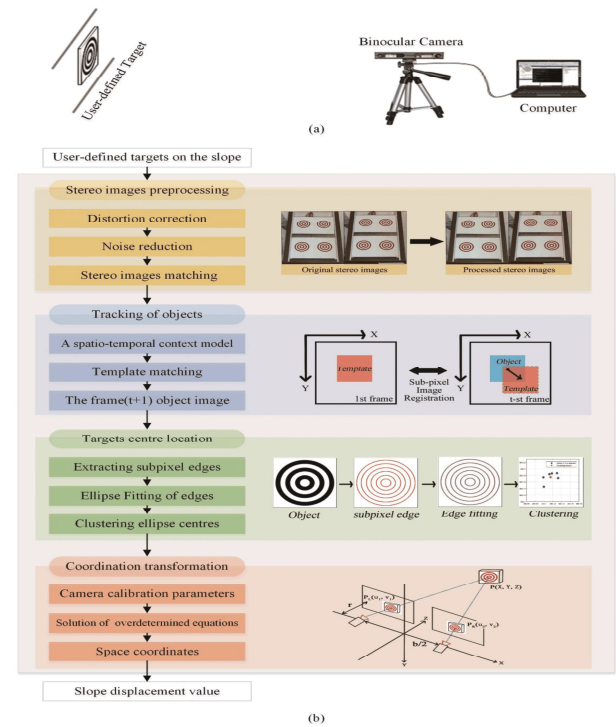 User-defined Target
Binocular Camera
Computer
(a)
User-defined targets on the slope
Stereo images preprocessing
Distortion correction
Noise reduction
Stereo images matching
Original stereo images
Processed stereo images
Tracking of objects
A spatio-temporal context model
Template matching
The frame(t+1) object image
X
Y
template
1st frame
Sub-pixel
Image
Registration
X
Y
Object
Template
t-st frame
Targets centre location
Extracting subpixel edges
Ellipse Fitting of edges
Clustering ellipse centres
Object
subpixel edge
Edge fitting
Clustering
Coordination transformation
Camera calibration parameters
Solution of overdetermined equations
Space coordinates
P(X, Y, Z)
b/2
Z
X
Y
Slope displacement value
(b)